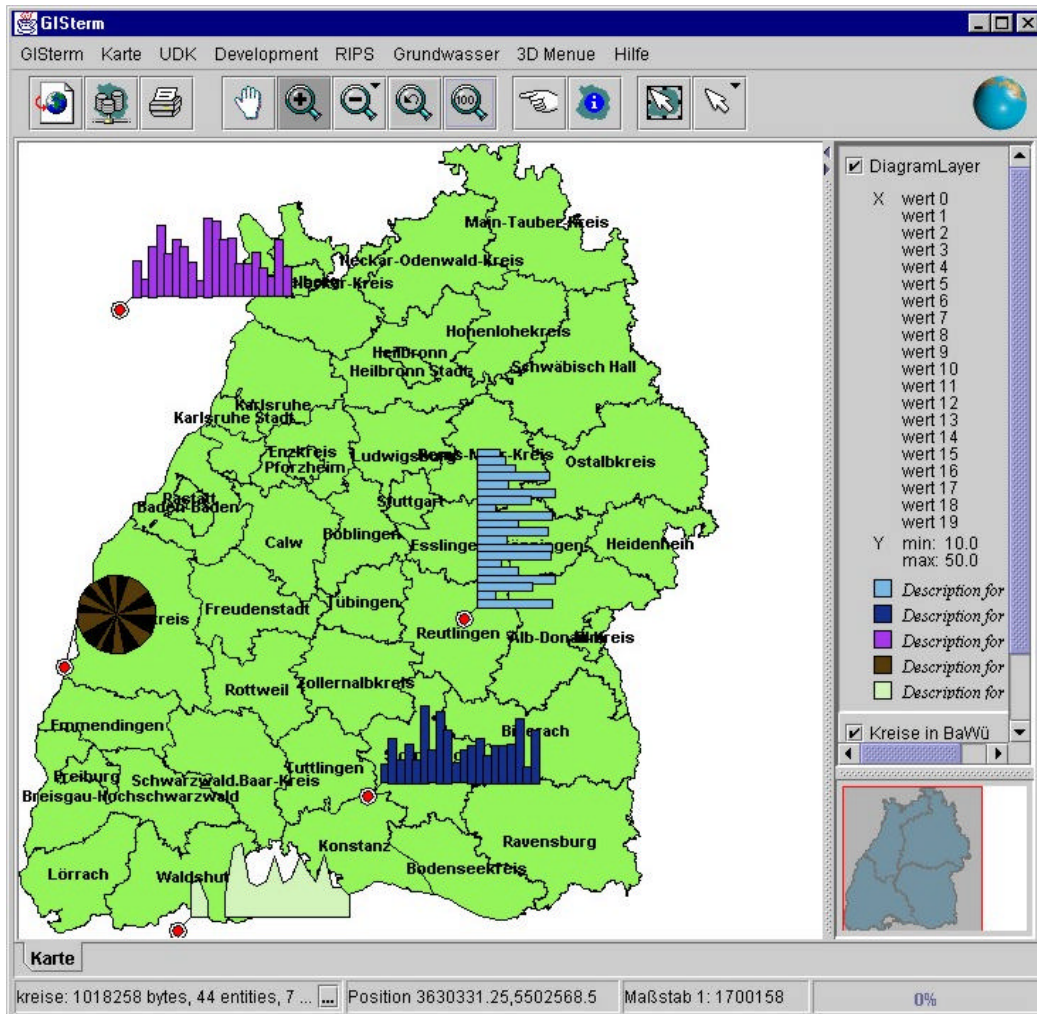 GISterm
GISterm Karte UDK Development RIPS Grundwasser 3D Menue Hilfe
100
DiagramLayer
X wert 0
wert 1
wert 2
wert 3
wert 4
wert 5
wert 6
wert 7
wert 8
wert 9
wert 10
wert 11
wert 12
wert 13
wert 14
wert 15
wert 16
wert 17
wert 18
wert 19
Y min: 10.0
max: 50.0
Description for
Description for
Description for
Description for
Description for
Kreise in BaWü
Main-Tauber-Kreis
Neckar-Odenwald-Kreis
Hohenlohekreis
Heilbronn
Heilbronn Stadt
Schwäbisch Hall
Karlsruhe
Karlsruhe Stadt
Enzkreis
Pforzheim
Ostalbkreis
Stuttgart
Rastatt
Baden-Baden
Böblingen
Calw
Heidenheim
Tübingen
Freudenstadt
Reutlingen
kreis
Zollernalbkreis
Rottweil
Emmendingen
Tuttlingen
Freiburg
Schwarzwald.Baar-Kreis
Breisgau-Hochschwarzwald
Konstanz
Ravensburg
Bodenseekreis
Lörrach
Waldshut
Karte
kreise: 1018258 bytes, 44 entities, 7 ... ... Position 3630331.25,5502568.5 Maßstab 1: 1700158 0%